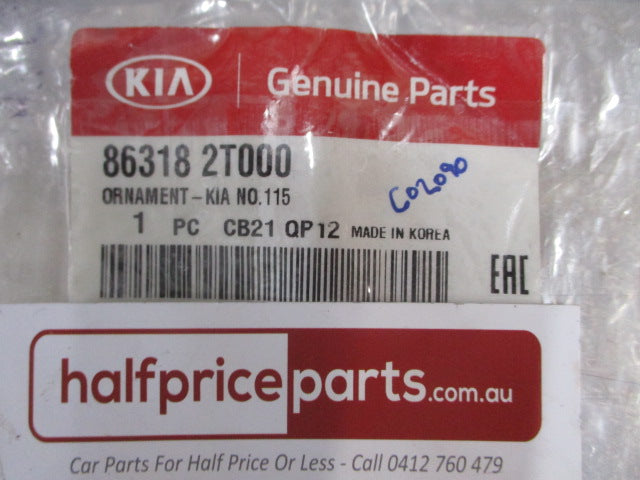 KIA Genuine Parts
86318 2T000
ORNAMENT-KIA NO.115
C02090
1 PC CB21 QP12 MADE IN KOREA
EAC
halfpriceparts.com.au
Car Parts For Half Price Or Less - Call 0412 760 479